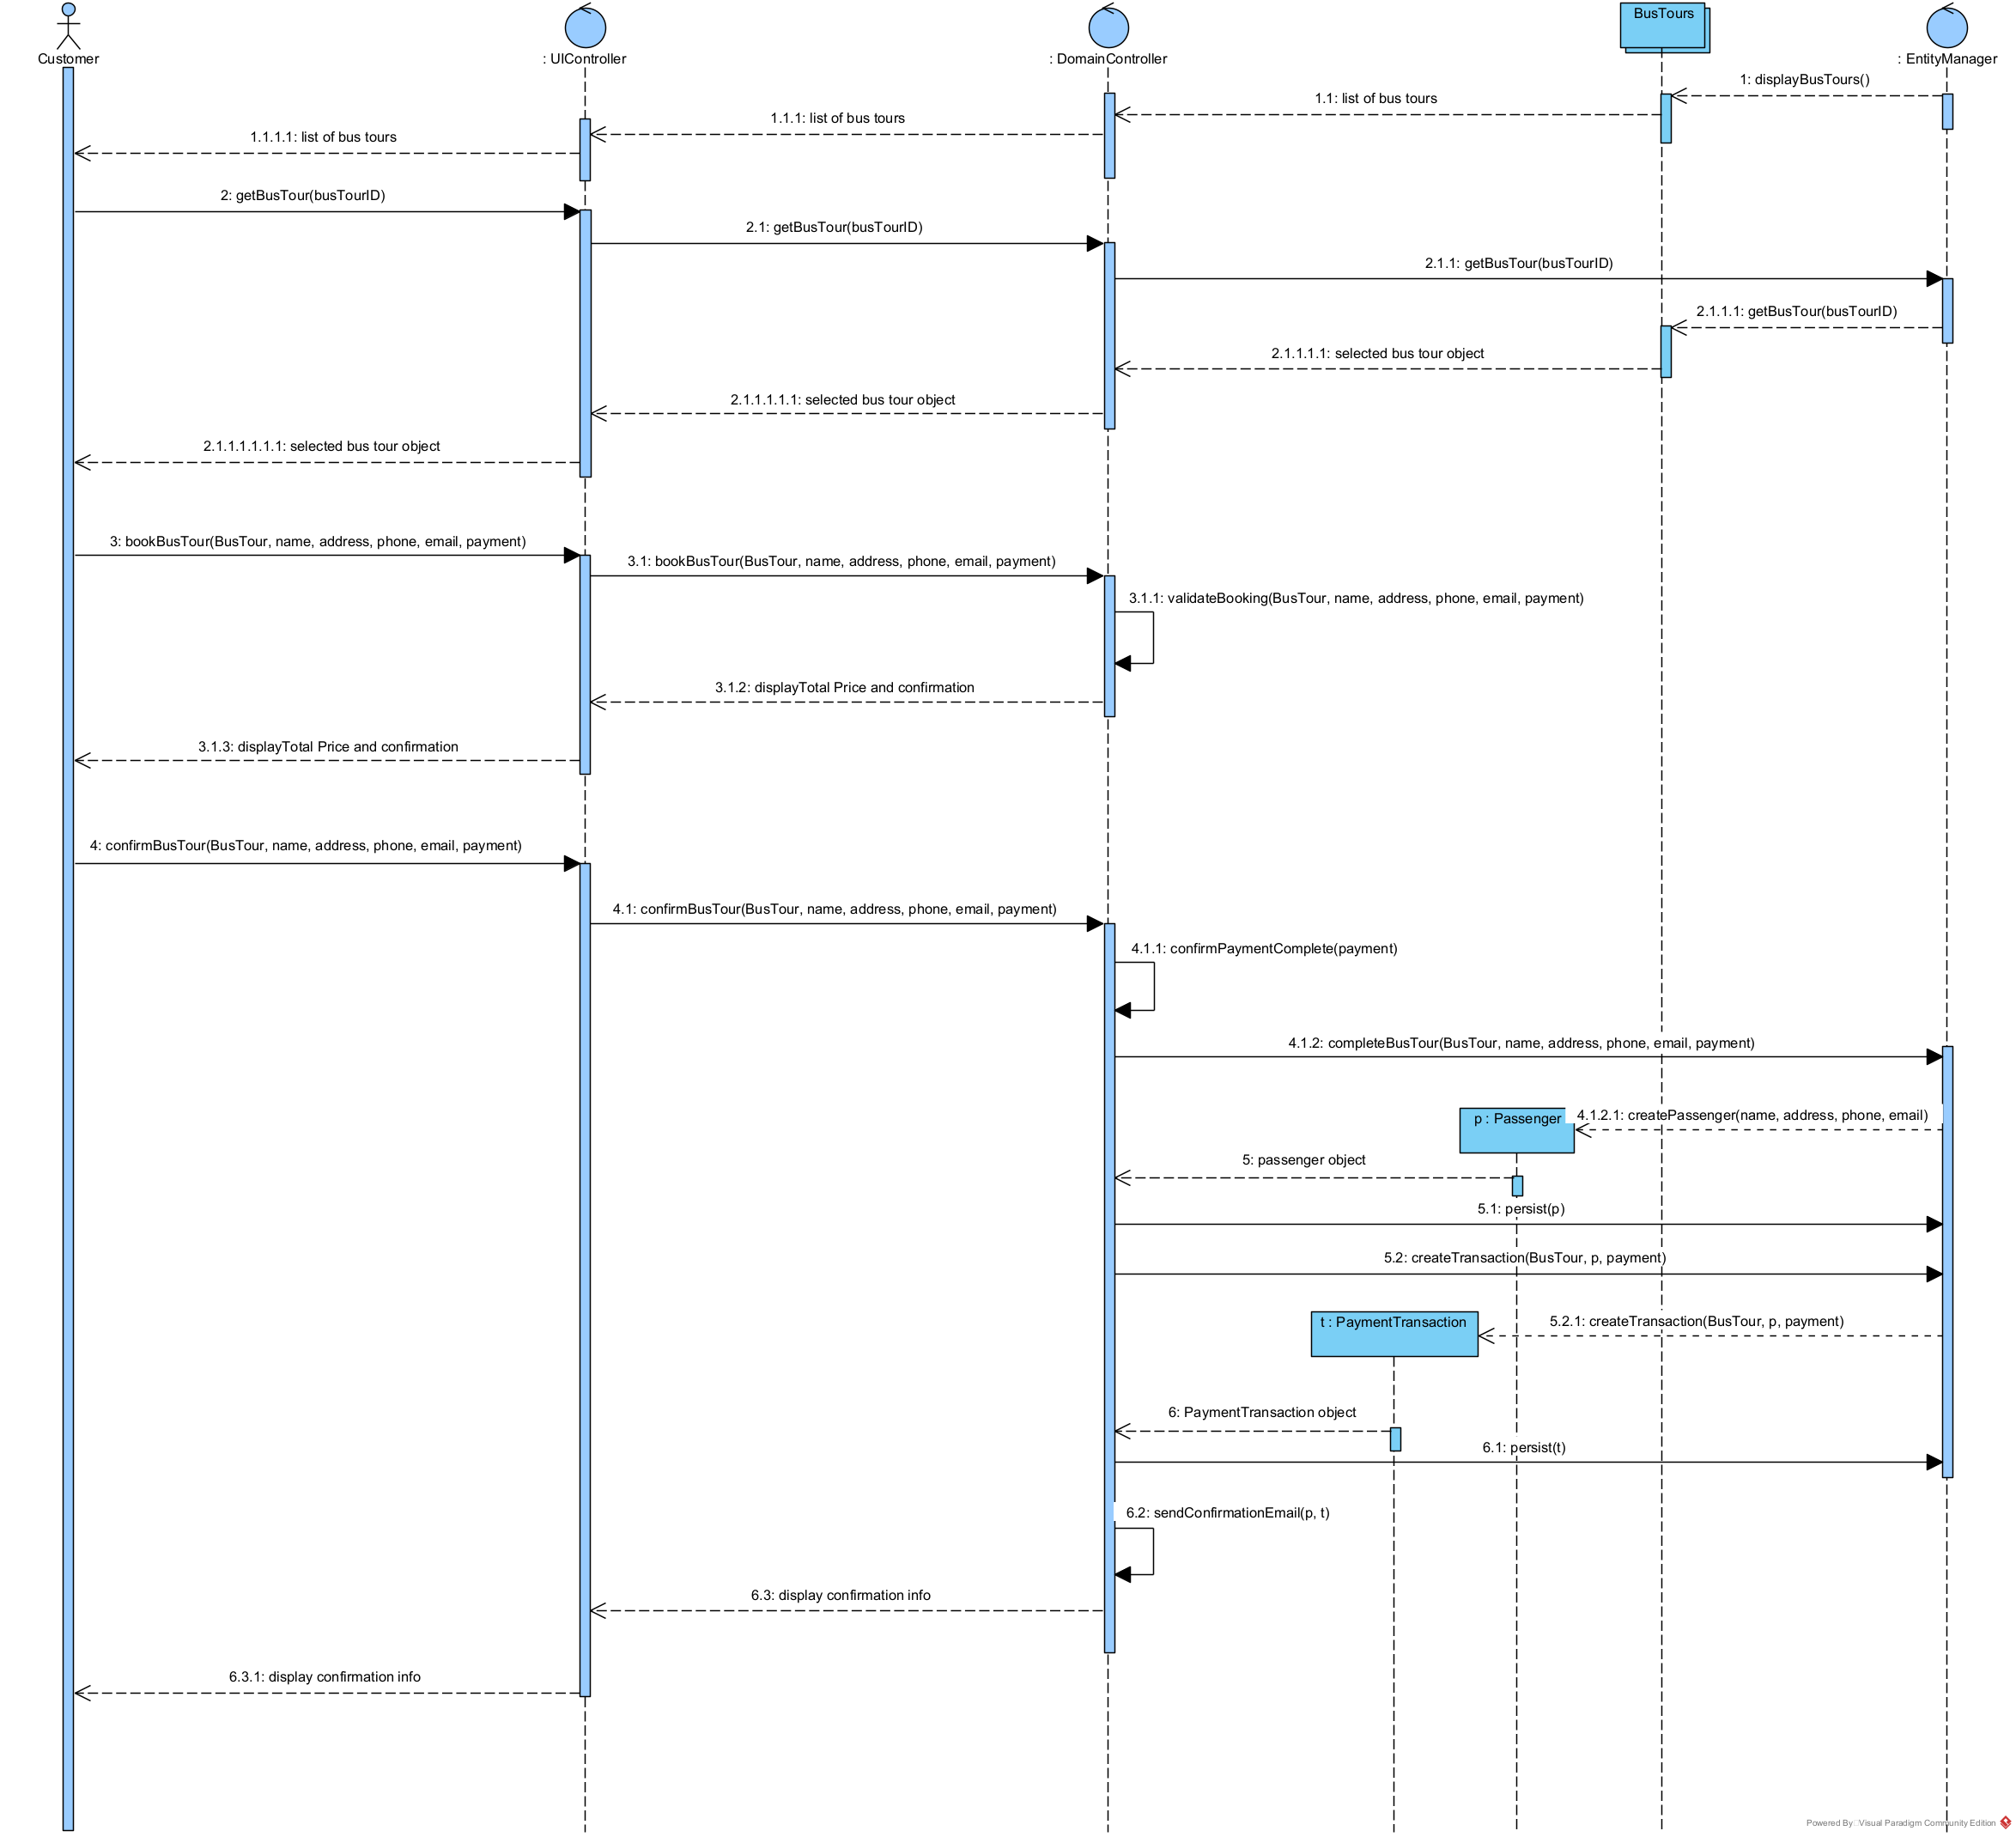 Customer
: UIController
: DomainController
BusTours
: EntityManager
1: displayBusTours()
1.1: list of bus tours
1.1.1: list of bus tours
1.1.1.1: list of bus tours
2: getBusTour(busTourID)
2.1: getBusTour(busTourID)
2.1.1: getBusTour(busTourID)
2.1.1.1: getBusTour(busTourID)
2.1.1.1.1: selected bus tour object
2.1.1.1.1.1: selected bus tour object
2.1.1.1.1.1.1: selected bus tour object
3: bookBusTour(BusTour, name, address, phone, email, payment)
3.1: bookBusTour(BusTour, name, address, phone, email, payment)
3.1.1: validateBooking(BusTour, name, address, phone, email, payment)
3.1.2: displayTotal Price and confirmation
3.1.3: displayTotal Price and confirmation
4: confirmBusTour(BusTour, name, address, phone, email, payment)
4.1: confirmBusTour(BusTour, name, address, phone, email, payment)
4.1.1: confirmPaymentComplete(payment)
4.1.2: completeBusTour(BusTour, name, address, phone, email, payment)
p : Passenger
4.1.2.1: createPassenger(name, address, phone, email)
5: passenger object
5.1: persist(p)
5.2: createTransaction(BusTour, p, payment)
t : PaymentTransaction
5.2.1: createTransaction(BusTour, p, payment)
6: PaymentTransaction object
6.1: persist(t)
6.2: sendConfirmationEmail(p, t)
6.3: display confirmation info
6.3.1: display confirmation info
Powered By Visual Paradigm Community Edition